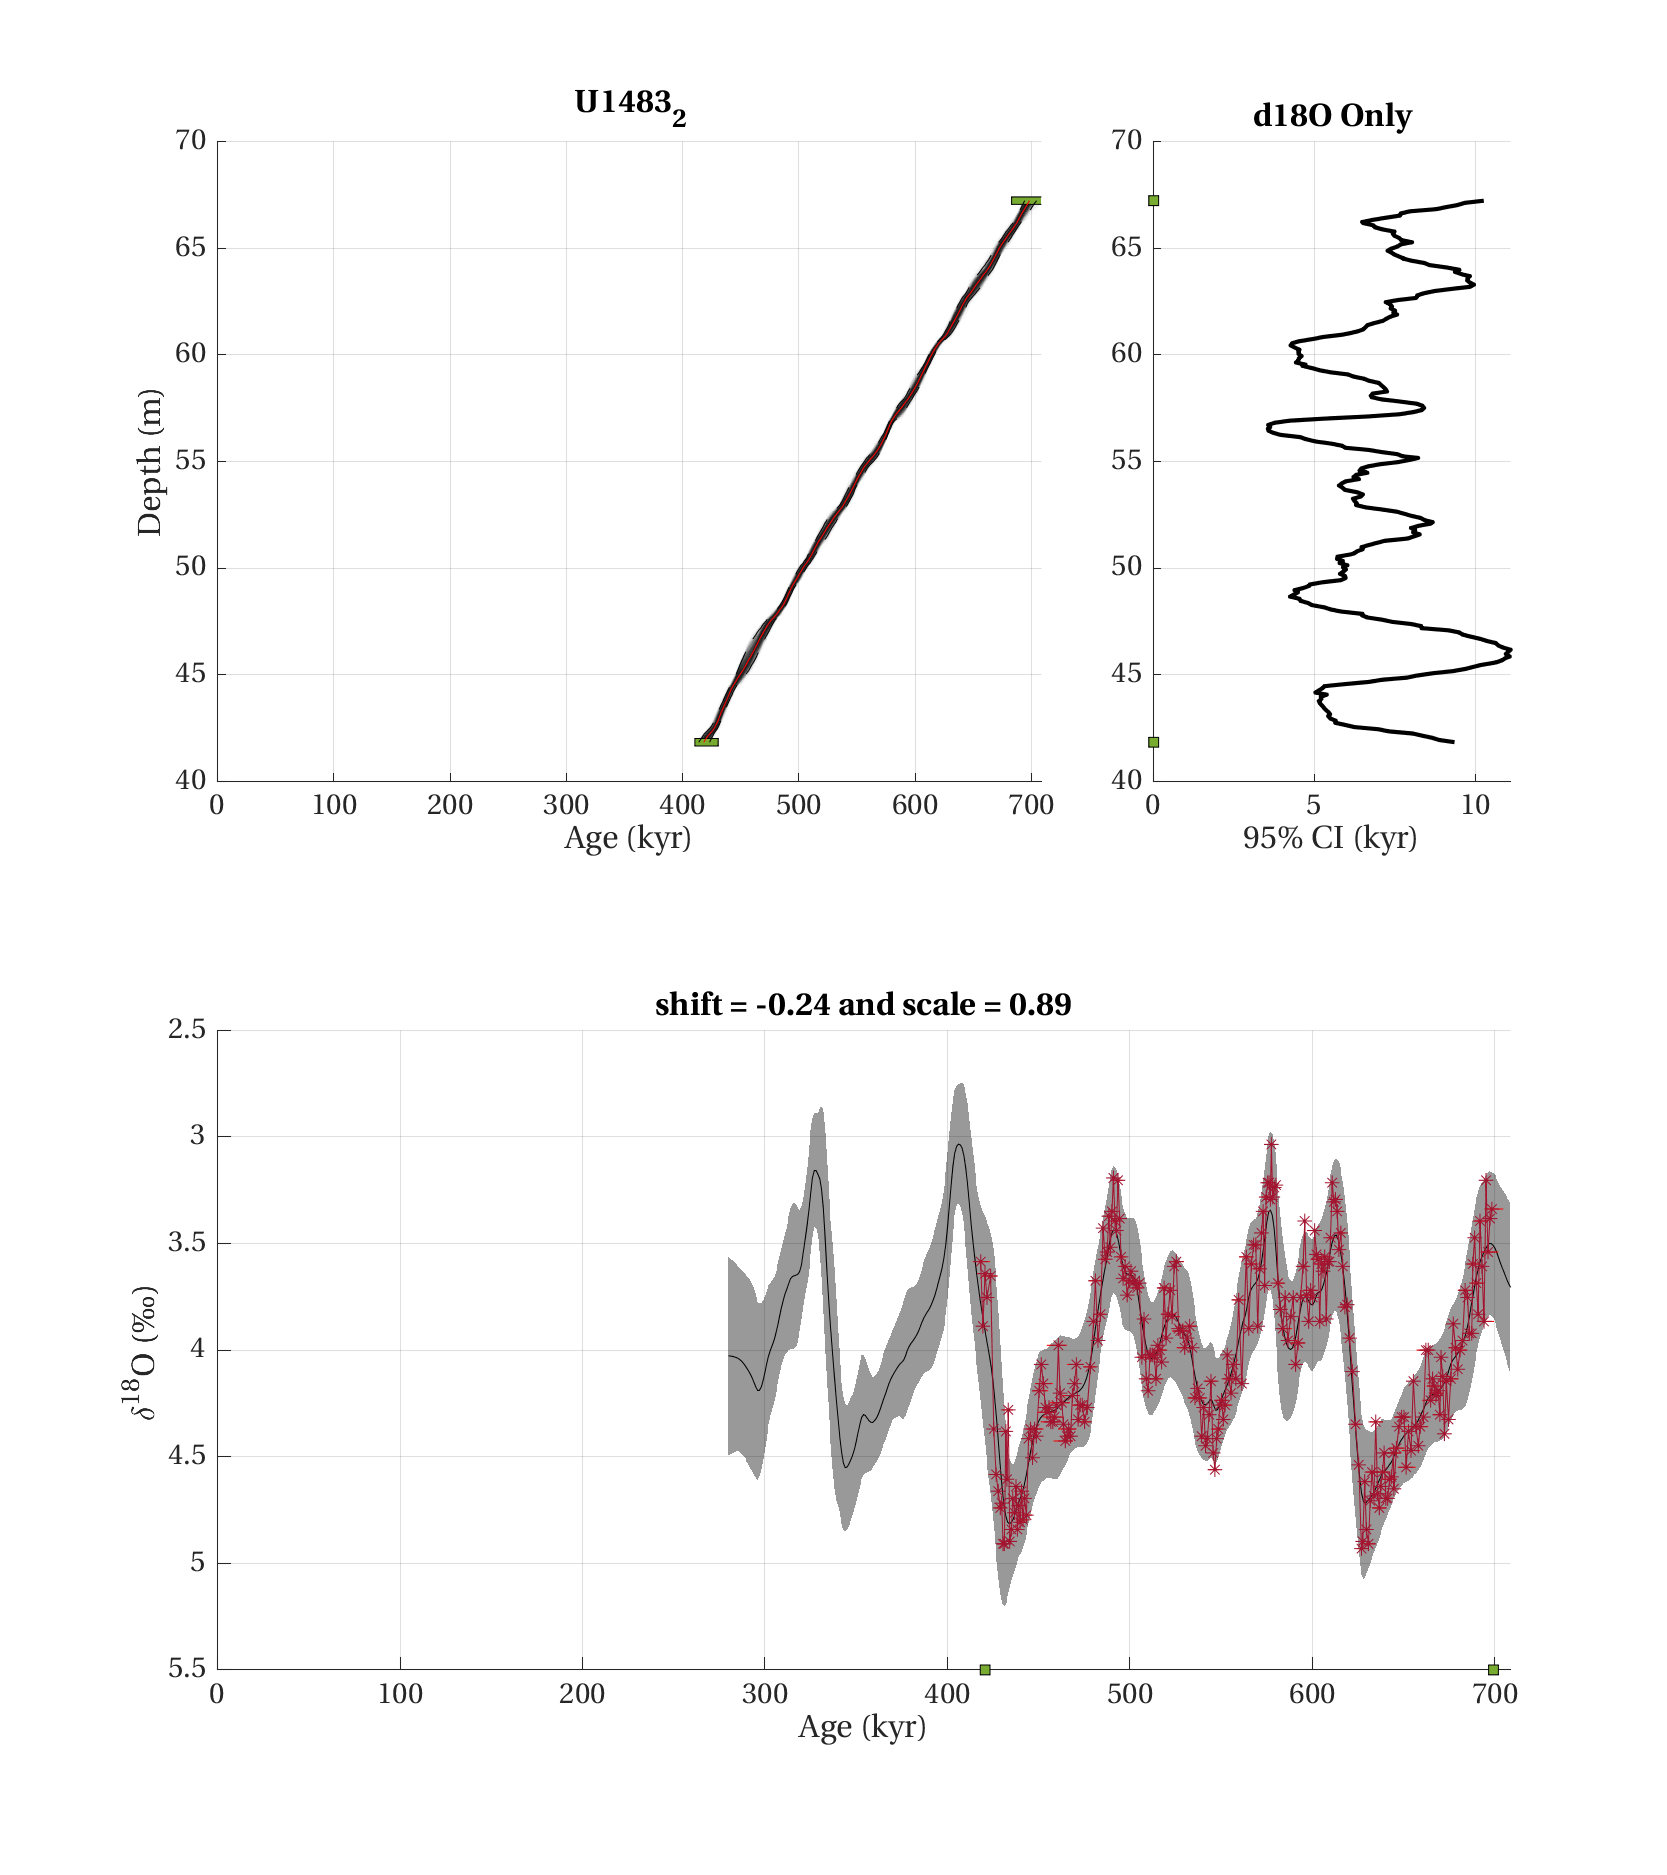 U1483₂
d18O Only
70
65
60
55
50
45
40
Depth (m)
0 100 200 300 400 500 600 700
Age (kyr)
70
65
60
55
50
45
40
0 5 10
95% CI (kyr)
shift = -0.24 and scale = 0.89
2.5
3
3.5
4
4.5
5
5.5
δ¹⁸O (‰)
0 100 200 300 400 500 600 700
Age (kyr)